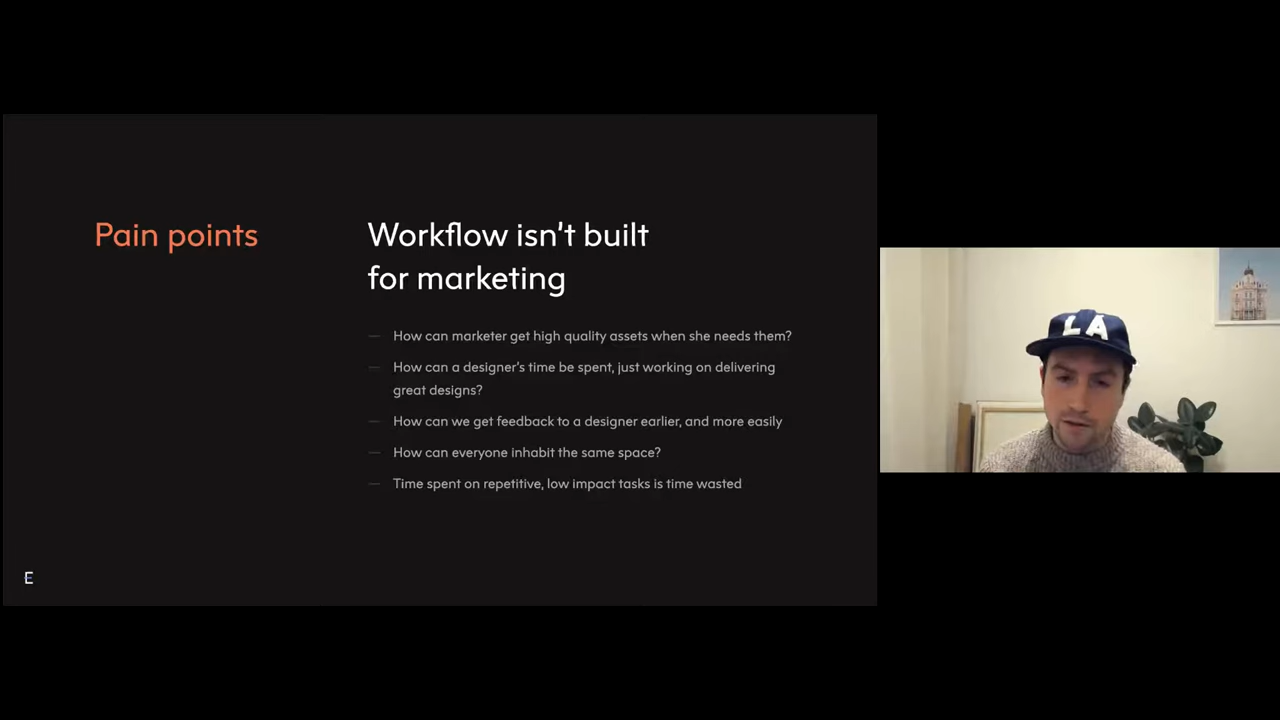 Pain points
Workflow isn't built
for marketing
— How can marketer get high quality assets when she needs them?
— How can a designer's time be spent, just working on delivering
great designs?
— How can we get feedback to a designer earlier, and more easily
— How can everyone inhabit the same space?
— Time spent on repetitive, low impact tasks is time wasted
E
LA